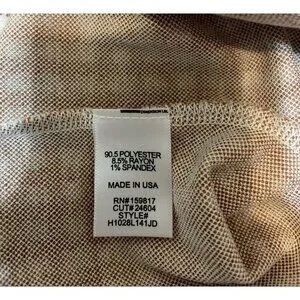 90.5 POLYESTER
8.5% RAYON
1% SPANDEX
MADE IN USA
RN#159817
CUT#24604
STYLE#
H1028L141JD